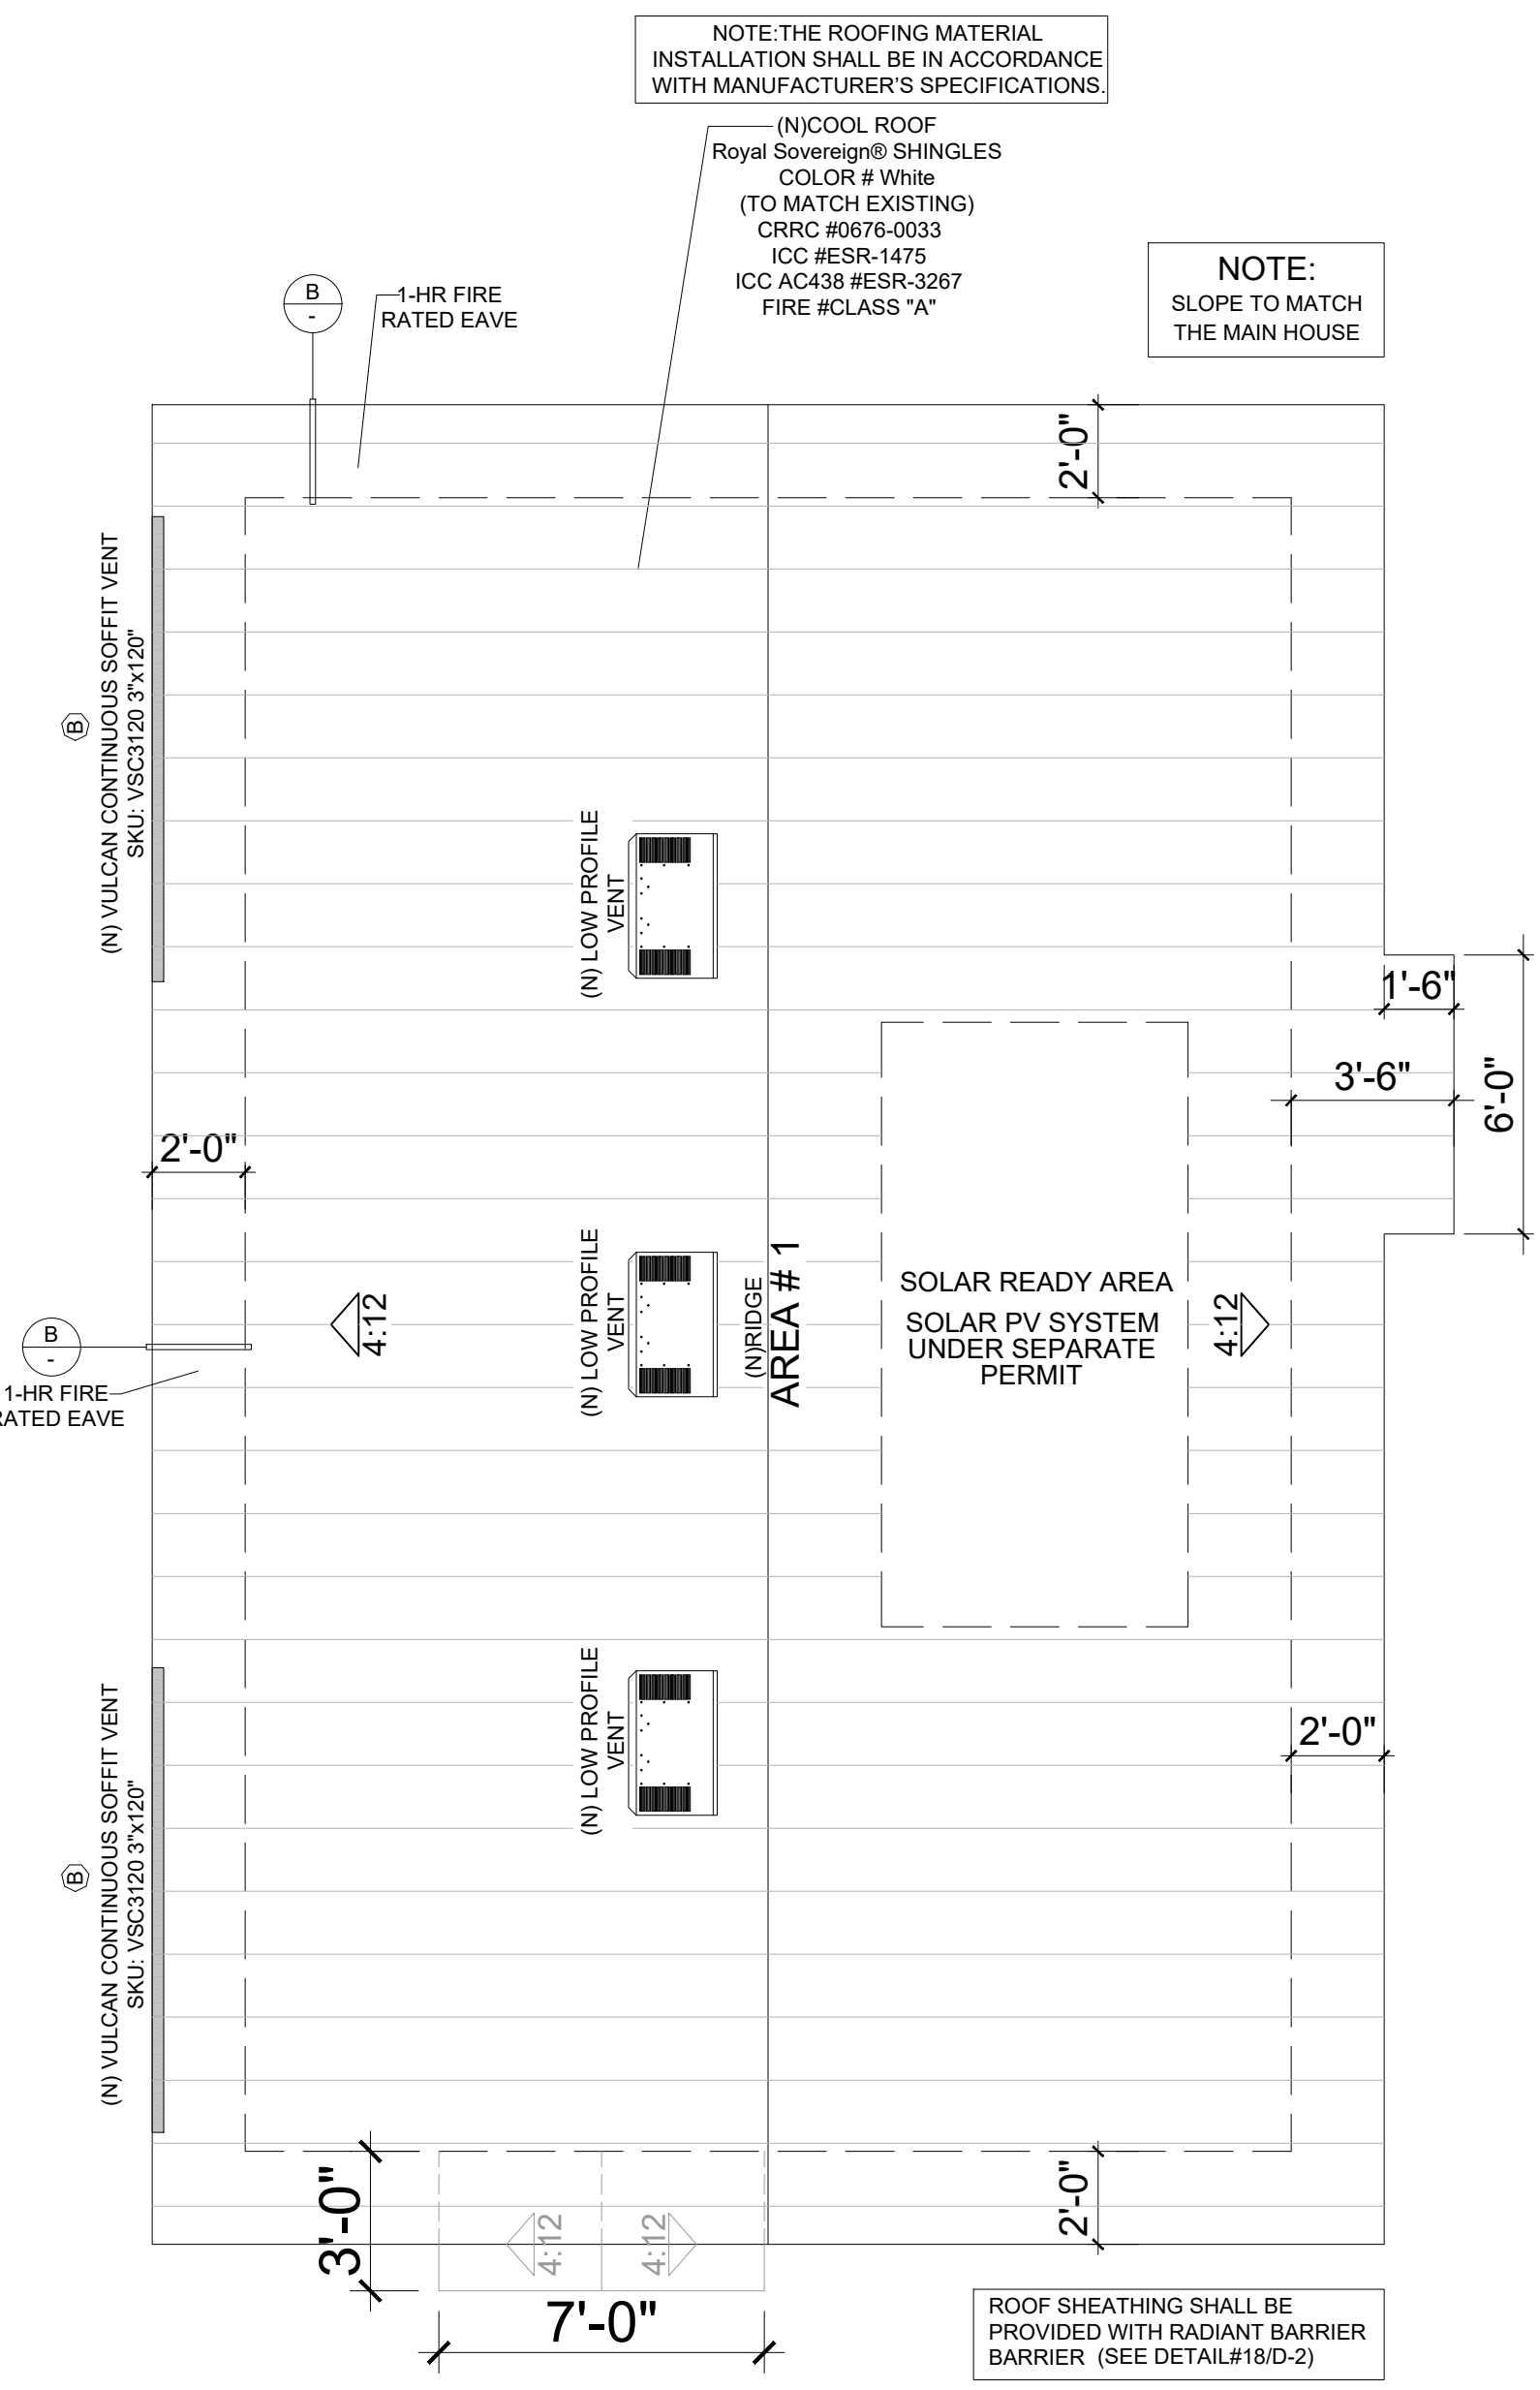 NOTE:THE ROOFING MATERIAL
INSTALLATION SHALL BE IN ACCORDANCE
WITH MANUFACTURER'S SPECIFICATIONS.
(N)COOL ROOF
Royal Sovereign® SHINGLES
COLOR # White
(TO MATCH EXISTING)
CRRC #0676-0033
ICC #ESR-1475
ICC AC438 #ESR-3267
FIRE #CLASS "A"
NOTE:
SLOPE TO MATCH
THE MAIN HOUSE
B
-
1-HR FIRE
RATED EAVE
2'-0"
B
(N) VULCAN CONTINUOUS SOFFIT VENT
SKU: VSC3120 3"x120"
(N) LOW PROFILE
VENT
1'-6"
3'-6"
6'-0"
2'-0"
B
-
1-HR FIRE
RATED EAVE
4:12
(N) LOW PROFILE
VENT
(N)RIDGE
AREA # 1
SOLAR READY AREA
SOLAR PV SYSTEM
UNDER SEPARATE
PERMIT
4:12
B
(N) VULCAN CONTINUOUS SOFFIT VENT
SKU: VSC3120 3"x120"
(N) LOW PROFILE
VENT
2'-0"
3'-0"
4:12
4:12
2'-0"
7'-0"
ROOF SHEATHING SHALL BE
PROVIDED WITH RADIANT BARRIER
BARRIER (SEE DETAIL#18/D-2)